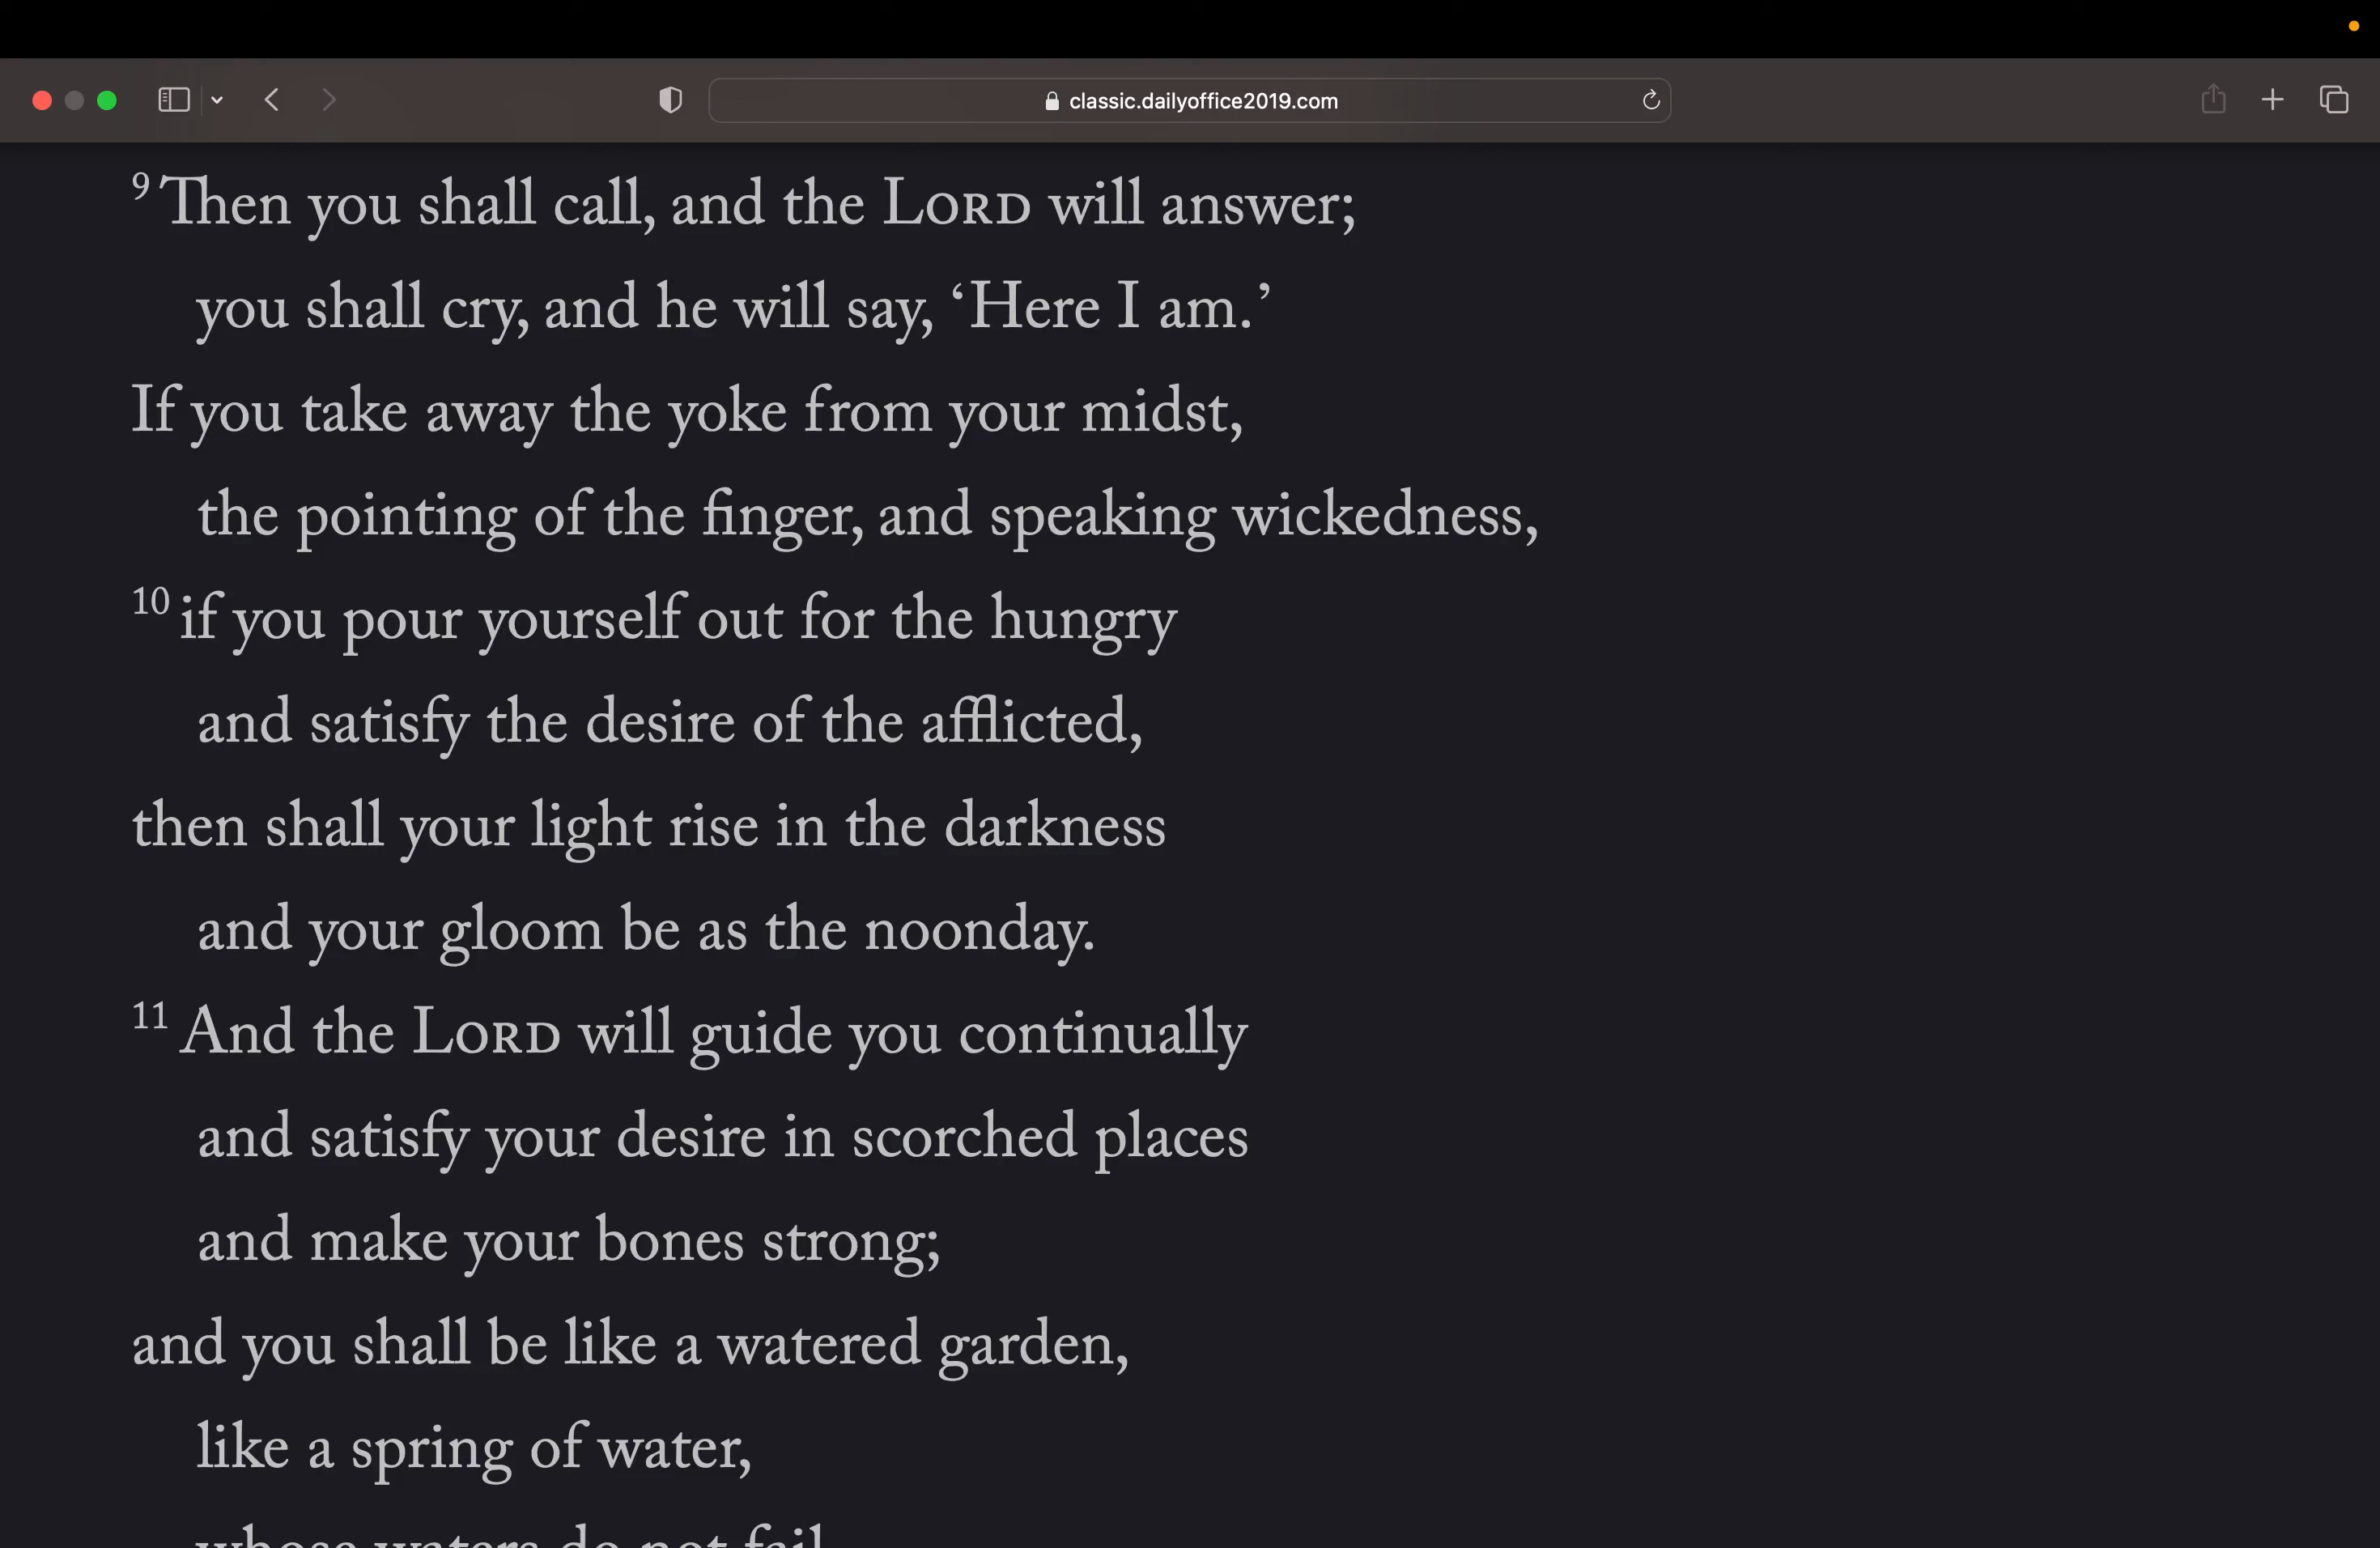 classic.dailyoffice2019.com
9 Then you shall call, and the LORD will answer;
you shall cry, and he will say, ‘Here I am.’
If you take away the yoke from your midst,
the pointing of the finger, and speaking wickedness,
10 if you pour yourself out for the hungry
and satisfy the desire of the afflicted,
then shall your light rise in the darkness
and your gloom be as the noonday.
11 And the LORD will guide you continually
and satisfy your desire in scorched places
and make your bones strong;
and you shall be like a watered garden,
like a spring of water,
whose waters do not fail